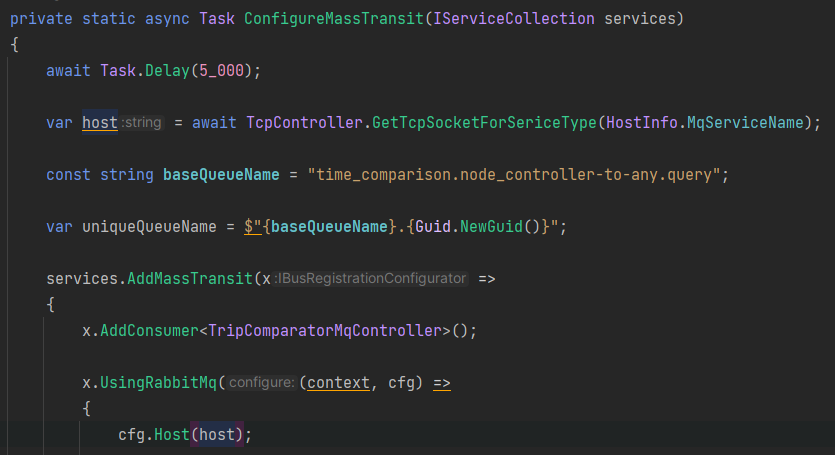 private static async Task ConfigureMassTransit(IServiceCollection services)
{
await Task.Delay(5_000);
var host :string = await TcpController.GetTcpSocketForSericeType(HostInfo.MqServiceName);
const string baseQueueName = "time_comparison.node_controller-to-any.query";
var uniqueQueueName = $"{baseQueueName}.{Guid.NewGuid()}";
services.AddMassTransit(x :IBusRegistrationConfigurator =>
{
x.AddConsumer<TripComparatorMqController>();
x.UsingRabbitMq( configure: (context, cfg) =>
{
cfg.Host(host);